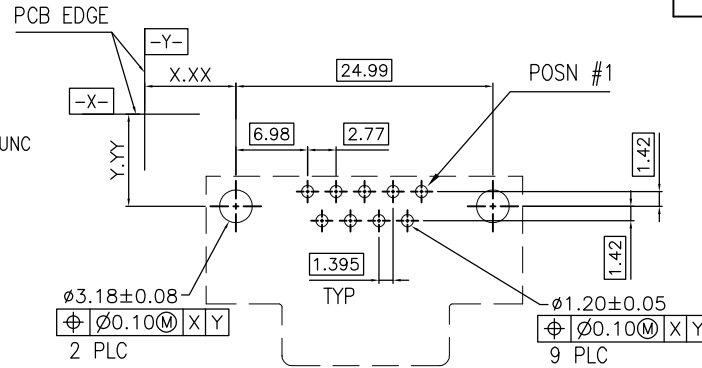 PCB EDGE
-Y-
X.XX
24.99
POSN #1
-X-
UNC
6.98
2.77
1.42
Y.YY
1.42
1.395
TYP
ø3.18±0.08
⌖ Ø0.10Ⓜ X Y
2 PLC
ø1.20±0.05
⌖ Ø0.10Ⓜ X Y
9 PLC